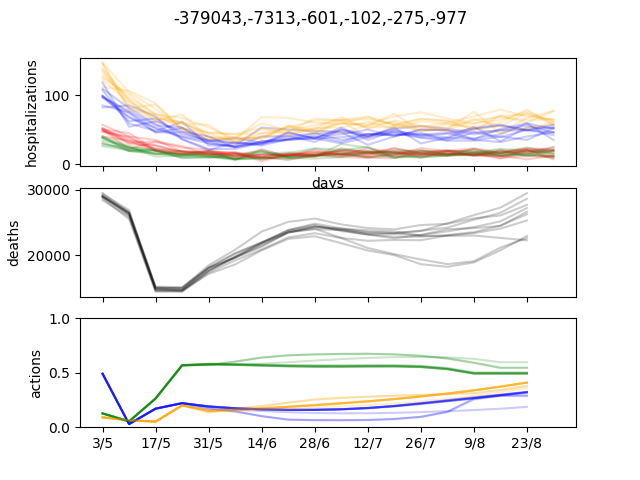 -379043,-7313,-601,-102,-275,-977
hospitalizations
100
0
days
deaths
30000
20000
actions
1.0
0.5
0.0
3/5 17/5 31/5 14/6 28/6 12/7 26/7 9/8 23/8